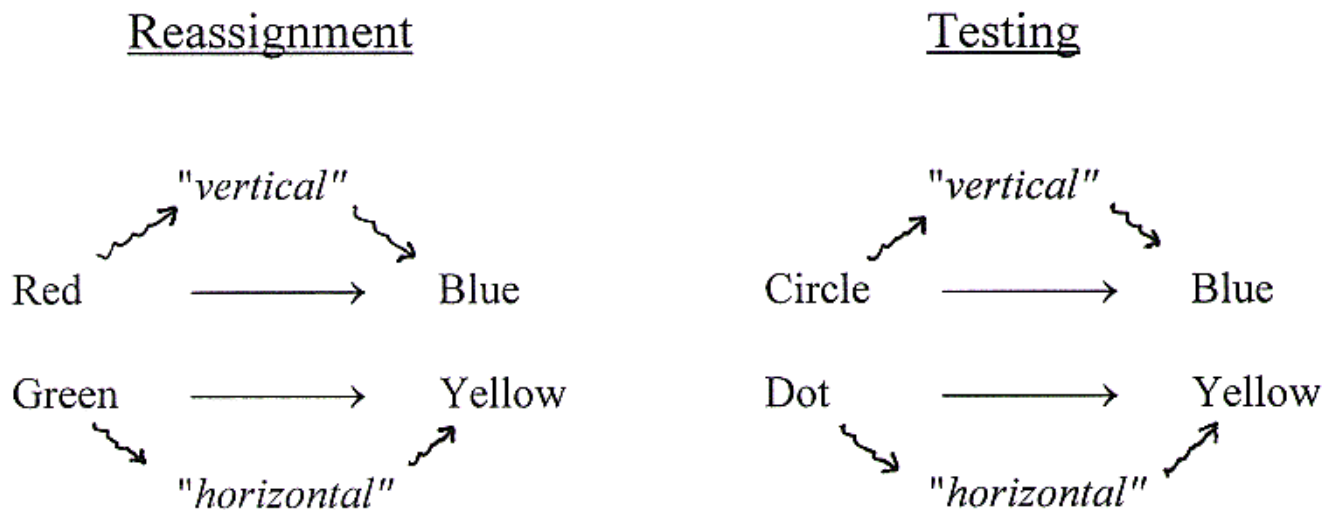 Reassignment
"vertical"
Red Blue
Green Yellow
"horizontal"
Testing
"vertical"
Circle Blue
Dot Yellow
"horizontal"